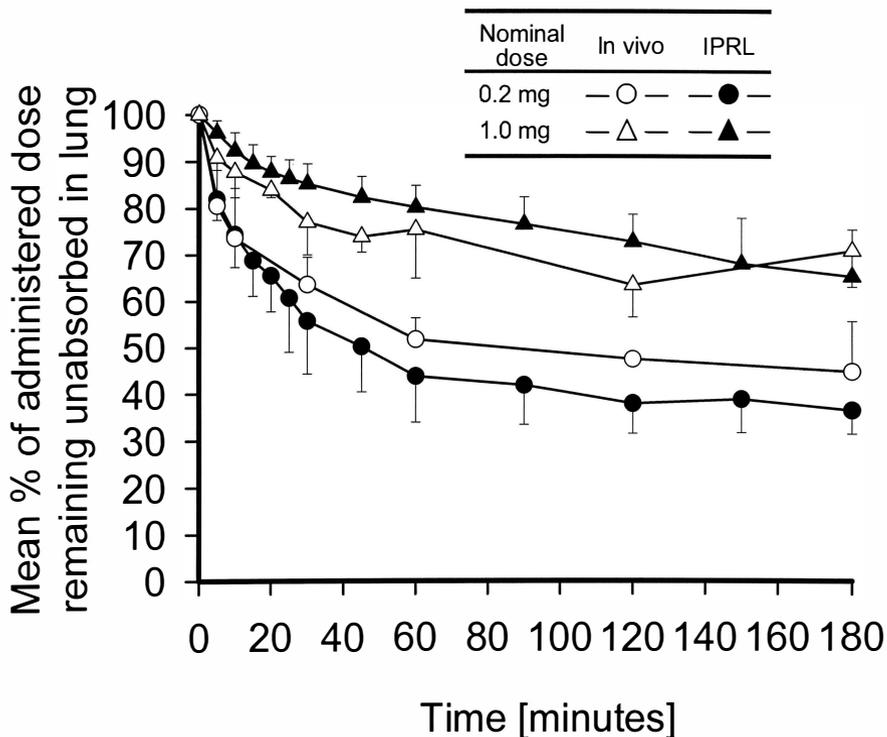 Nominal dose In vivo IPRL
0.2 mg
1.0 mg
Mean % of administered dose
remaining unabsorbed in lung
100
90
80
70
60
50
40
30
20
10
0
0 20 40 60 80 100 120 140 160 180
Time [minutes]